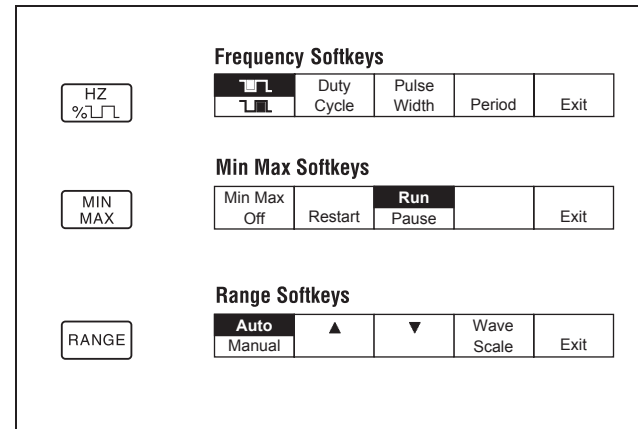 Frequency Softkeys
HZ
%
Duty
Cycle
Pulse
Width
Period
Exit
Min Max Softkeys
MIN
MAX
Min Max
Off
Restart
Run
Pause
Exit
Range Softkeys
RANGE
Auto
Manual
▲
▼
Wave
Scale
Exit